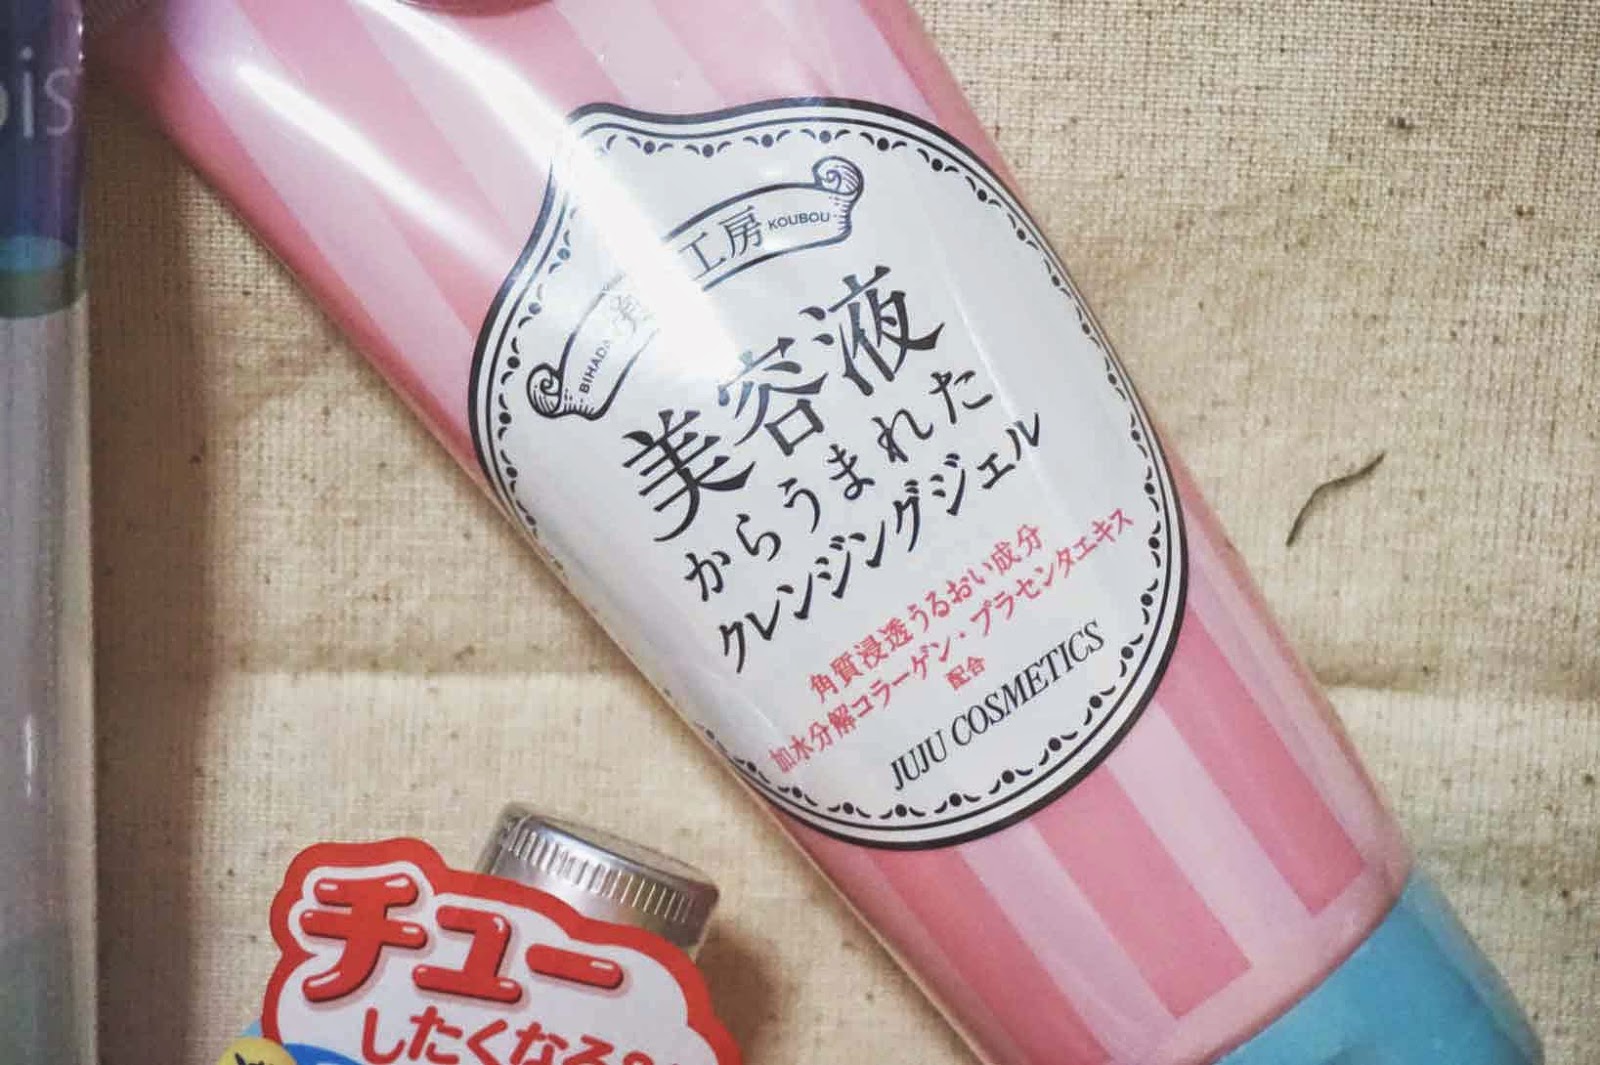 BIHADA
工房 KOUBOU
美容液
からうまれた
クレンジングジェル
角質浸透うるおい成分
加水分解コラーゲン・プラセンタエキス
配合
JUJU COSMETICS
チュー
したくなる